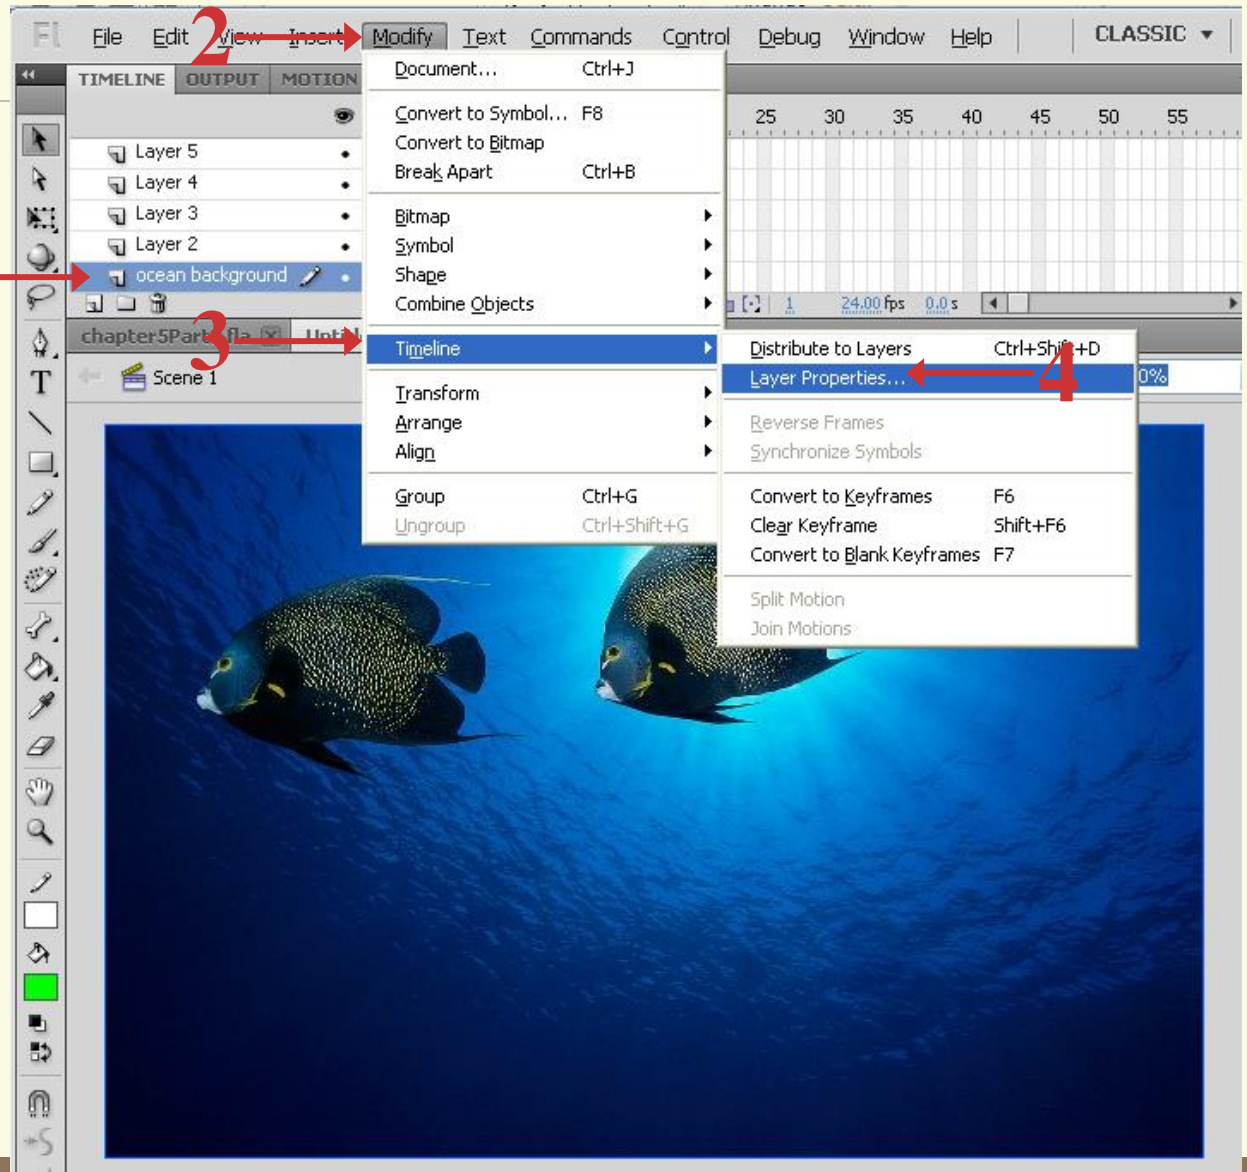 Fl File Edit View Insert Modify Text Commands Control Debug Window Help CLASSIC
2
TIMELINE OUTPUT MOTION
25 30 35 40 45 50 55
Layer 5
Layer 4
Layer 3
Layer 2
ocean background
1 24.00 fps 0.0 s
Scene 1
0%
Document... Ctrl+J
Convert to Symbol... F8
Convert to Bitmap
Break Apart Ctrl+B
Bitmap
Symbol
Shape
Combine Objects
3
Timeline
Transform
Arrange
Align
Group Ctrl+G
Ungroup Ctrl+Shift+G
Distribute to Layers Ctrl+Shift+D
Layer Properties...
4
Reverse Frames
Synchronize Symbols
Convert to Keyframes F6
Clear Keyframe Shift+F6
Convert to Blank Keyframes F7
Split Motion
Join Motions